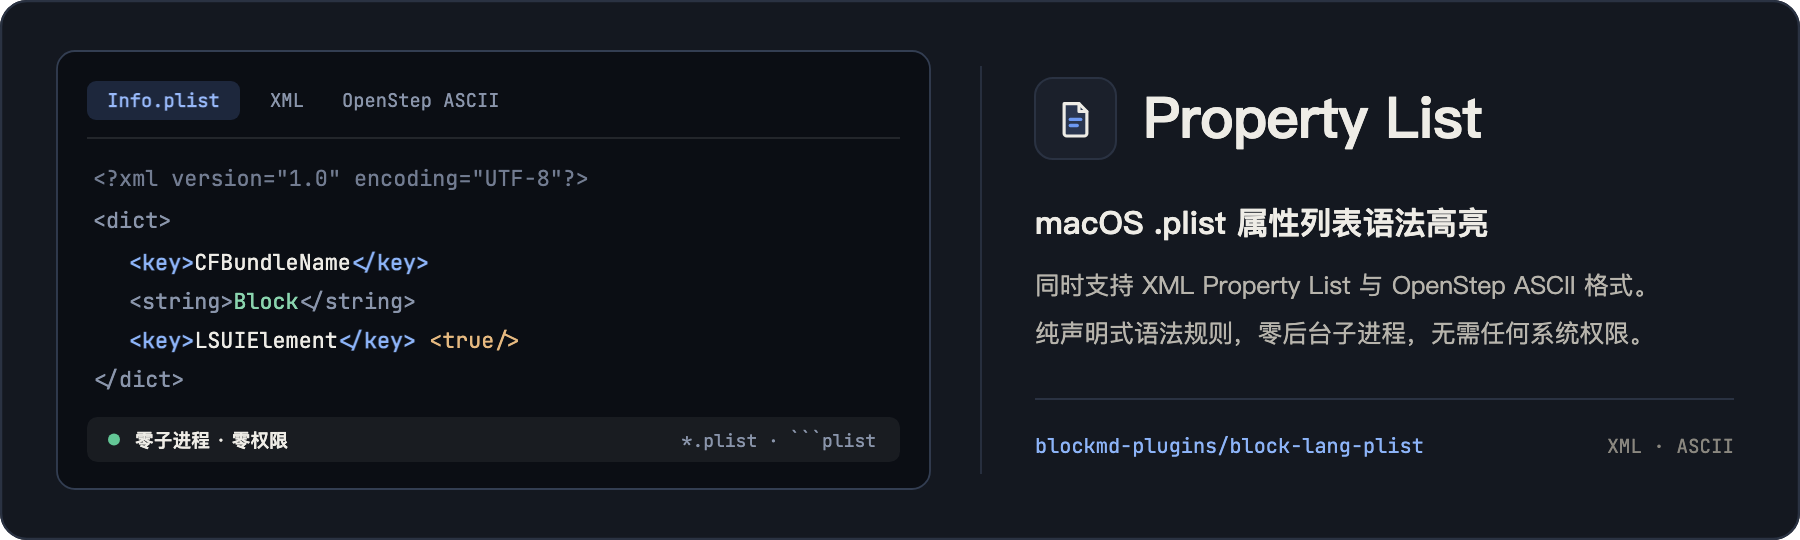 Info.plist XML OpenStep ASCII
<?xml version="1.0" encoding="UTF-8"?>
<dict>
<key>CFBundleName</key>
<string>Block</string>
<key>LSUIElement</key> <true/>
</dict>
零子进程 · 零权限
*.plist · ```plist
Property List
macOS .plist 属性列表语法高亮
同时支持 XML Property List 与 OpenStep ASCII 格式。
纯声明式语法规则，零后台子进程，无需任何系统权限。
blockmd-plugins/block-lang-plist
XML · ASCII